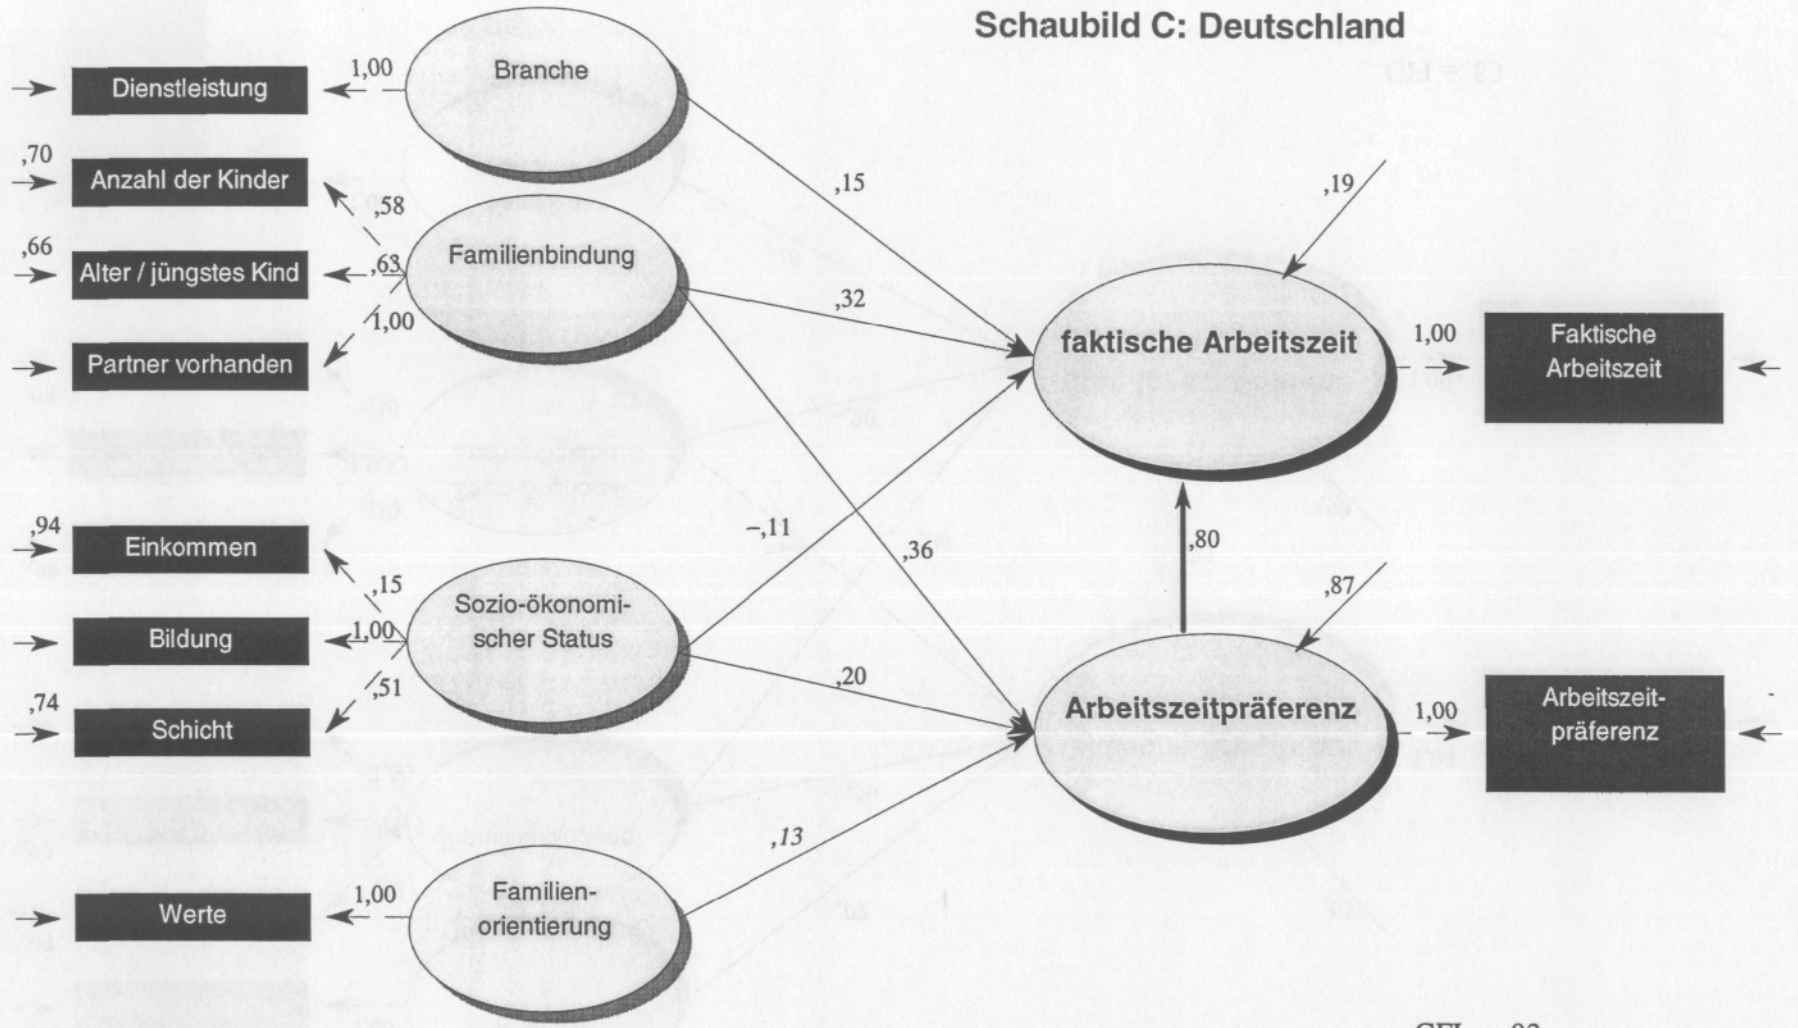 Schaubild C: Deutschland
Dienstleistung
1,00
Branche
,70
Anzahl der Kinder
,58
,66
Alter / jüngstes Kind
,63
Familienbindung
1,00
Partner vorhanden
,15
,32
,19
faktische Arbeitszeit
1,00
Faktische
Arbeitszeit
,94
Einkommen
,15
Bildung
1,00
Sozio-ökonomi-
scher Status
,51
,74
Schicht
–,11
,36
,80
,20
,87
Arbeitszeitpräferenz
1,00
Arbeitszeit-
präferenz
,13
Werte
1,00
Familien-
orientierung